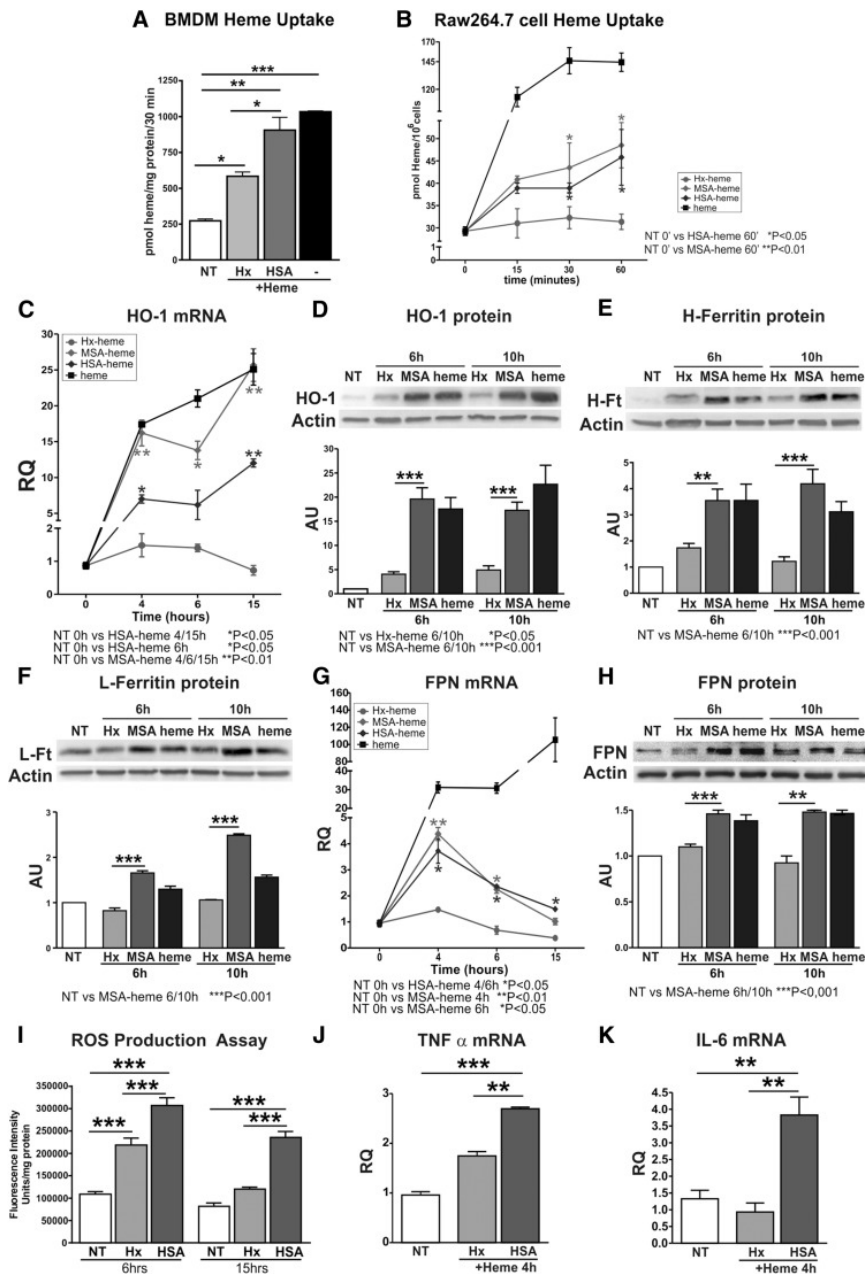 A BMDM Heme Uptake
pmol heme/mg protein/30 min
1250
1000
750
500
250
0
***
**
*
*
NT Hx HSA -
+Heme
B Raw264.7 cell Heme Uptake
pmol Heme/10⁶cells
170
145
120
95
50
45
40
35
30
1
0
*
*
*
*
0 15 30 60
time (minutes)
Hx-heme
MSA-heme
HSA-heme
heme
NT 0' vs HSA-heme 60' *P<0.05
NT 0' vs MSA-heme 60' **P<0.01
C HO-1 mRNA
Hx-heme
MSA-heme
HSA-heme
heme
RQ
30
25
20
15
10
5
2
1
0
**
*
**
*
**
0 4 6 15
Time (hours)
NT 0h vs HSA-heme 4/15h *P<0.05
NT 0h vs HSA-heme 6h *P<0.05
NT 0h vs MSA-heme 4/6/15h **P<0.01
D HO-1 protein
6h 10h
NT Hx MSA heme Hx MSA heme
HO-1
Actin
AU
30
25
20
15
10
5
0
*** ***
NT Hx MSA heme Hx MSA heme
6h 10h
NT vs Hx-heme 6/10h *P<0.05
NT vs MSA-heme 6/10h ***P<0.001
E H-Ferritin protein
6h 10h
NT Hx MSA heme Hx MSA heme
H-Ft
Actin
AU
5
4
3
2
1
0
** ***
NT Hx MSA heme Hx MSA heme
6h 10h
NT vs MSA-heme 6/10h ***P<0.001
F L-Ferritin protein
6h 10h
NT Hx MSA heme Hx MSA heme
L-Ft
Actin
AU
3
2
1
0
*** ***
NT Hx MSA heme Hx MSA heme
6h 10h
NT vs MSA-heme 6/10h ***P<0.001
G FPN mRNA
Hx-heme
MSA-heme
HSA-heme
heme
RQ
160
140
120
100
80
60
40
30
20
5
4
3
2
1
0
**
*
*
*
*
0 4 6 15
Time (hours)
NT 0h vs HSA-heme 4/6h *P<0.05
NT 0h vs MSA-heme 4h **P<0.01
NT 0h vs MSA-heme 6h *P<0.05
H FPN protein
6h 10h
NT Hx MSA heme Hx MSA heme
FPN
Actin
AU
1.5
1.0
0.5
0.0
*** **
NT Hx MSA heme Hx MSA heme
6h 10h
NT vs MSA-heme 6h/10h ***P<0,001
I ROS Production Assay
Fluorescence Intensity
Units/mg protein
350000
300000
250000
200000
150000
100000
50000
0
***
***
***
***
***
NT Hx HSA NT Hx HSA
6hrs 15hrs
J TNF α mRNA
RQ
3
2
1
0
***
**
NT Hx HSA
+Heme 4h
K IL-6 mRNA
RQ
4.5
4.0
3.5
3.0
2.5
2.0
1.5
1.0
0.5
0.0
**
**
NT Hx HSA
+Heme 4h